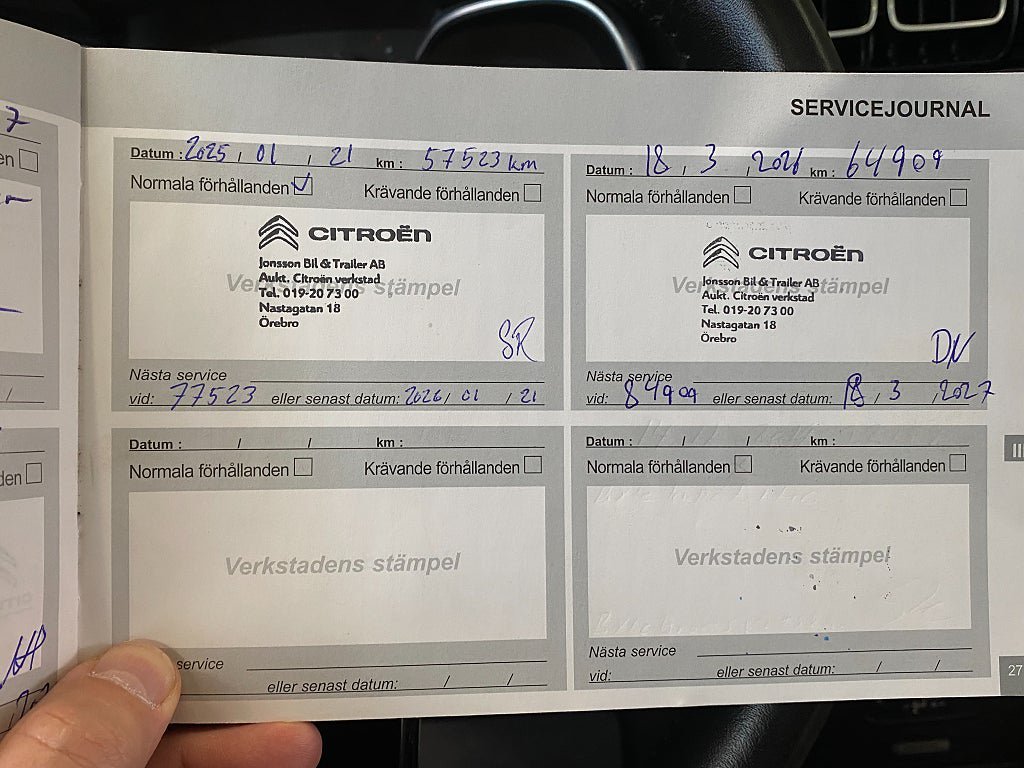 SERVICEJOURNAL
Datum : 2025 , 01 , 21 km : 57523 km
Normala förhållanden Krävande förhållanden
CITROËN
Jonsson Bil & Trailer AB
Aukt. Citroën verkstad
Verkstadens stämpel
Tel. 019-20 73 00
Nastagatan 18
Örebro
SR
Nästa service
vid: 77523 eller senast datum: 2026 / 01 / 21
Datum : 18 , 3 , 2026 km : 64909
Normala förhållanden Krävande förhållanden
CITROËN
Jonsson Bil & Trailer AB
Verkstadens stämpel
Aukt. Citroën verkstad
Tel. 019-20 73 00
Nastagatan 18
Örebro
DN
Nästa service
vid: 84909 eller senast datum: 18 / 3 , 2027
Datum : / / km :
Normala förhållanden Krävande förhållanden
Verkstadens stämpel
service
eller senast datum: / /
Datum : / / km :
Normala förhållanden Krävande förhållanden
Verkstadens stämpel
Nästa service
vid: eller senast datum: / /
27